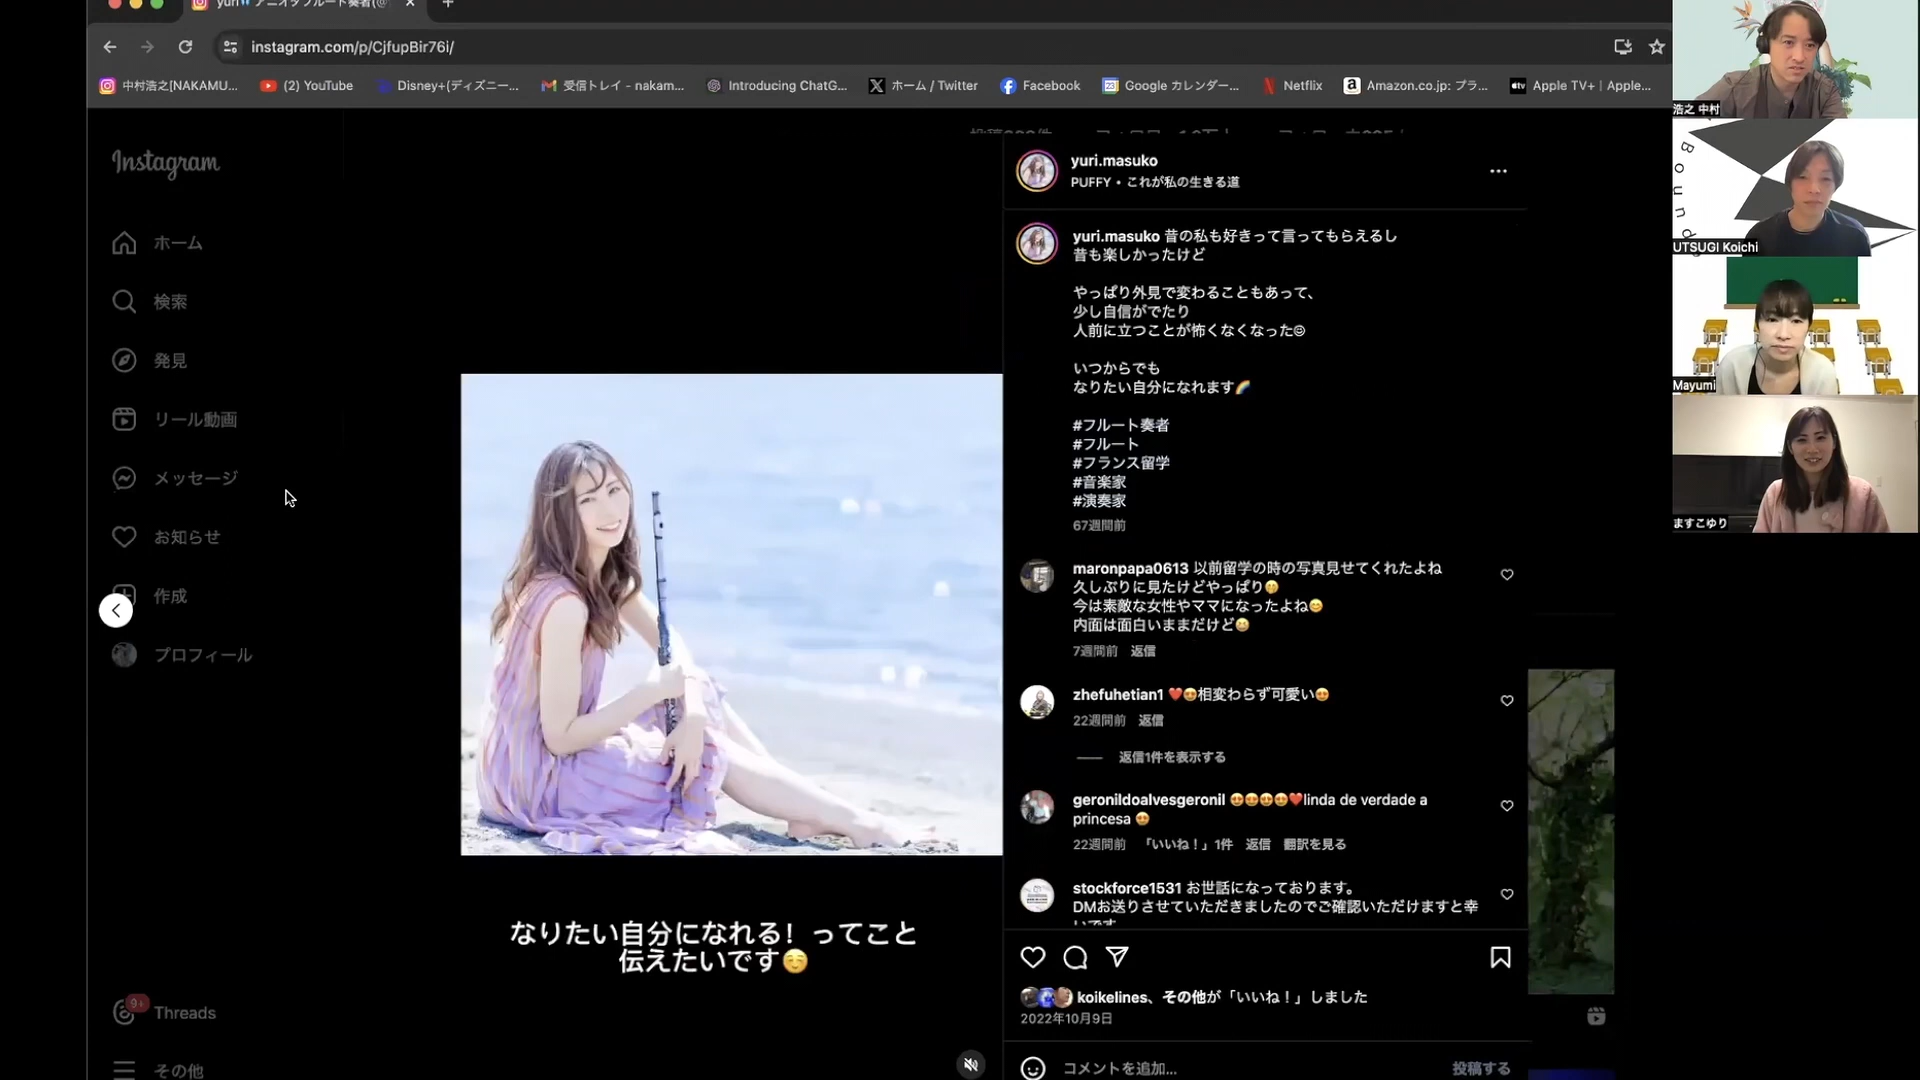 yuri アニオタフルート奏者(@
instagram.com/p/CjfupBir76i/
中村浩之[NAKAMU...
(2) YouTube
Disney+(ディズニー...
受信トレイ - nakam...
Introducing ChatG...
ホーム / Twitter
Facebook
Google カレンダー...
Netflix
Amazon.co.jp: プラ...
Apple TV+ | Apple...
Instagram
ホーム
検索
発見
リール動画
メッセージ
お知らせ
作成
プロフィール
9+
Threads
その他
なりたい自分になれる！ってこと
伝えたいです☺️
yuri.masuko
PUFFY • これが私の生きる道
yuri.masuko 昔の私も好きって言ってもらえるし
昔も楽しかったけど
やっぱり外見で変わることもあって、
少し自信がでたり
人前に立つことが怖くなくなった☺
いつからでも
なりたい自分になれます🌈
#フルート奏者
#フルート
#フランス留学
#音楽家
#演奏家
67週間前
maronpapa0613 以前留学の時の写真見せてくれたよね
久しぶりに見たけどやっぱり🤭
今は素敵な女性やママになったよね😊
内面は面白いままだけど😆
7週間前 返信
zhefuhetian1 ❤️😍相変わらず可愛い😍
22週間前 返信
返信1件を表示する
geronildoalvesgeronil 😍😍😍😍❤️linda de verdade a
princesa 😍
22週間前 「いいね！」1件 返信 翻訳を見る
stockforce1531 お世話になっております。
DMお送りさせていただきましたのでご確認いただけますと幸
いです
koikelines、その他が「いいね！」しました
2022年10月9日
コメントを追加...
投稿する
浩之 中村
Bound
UTSUGI Koichi
Mayumi
ますこゆり